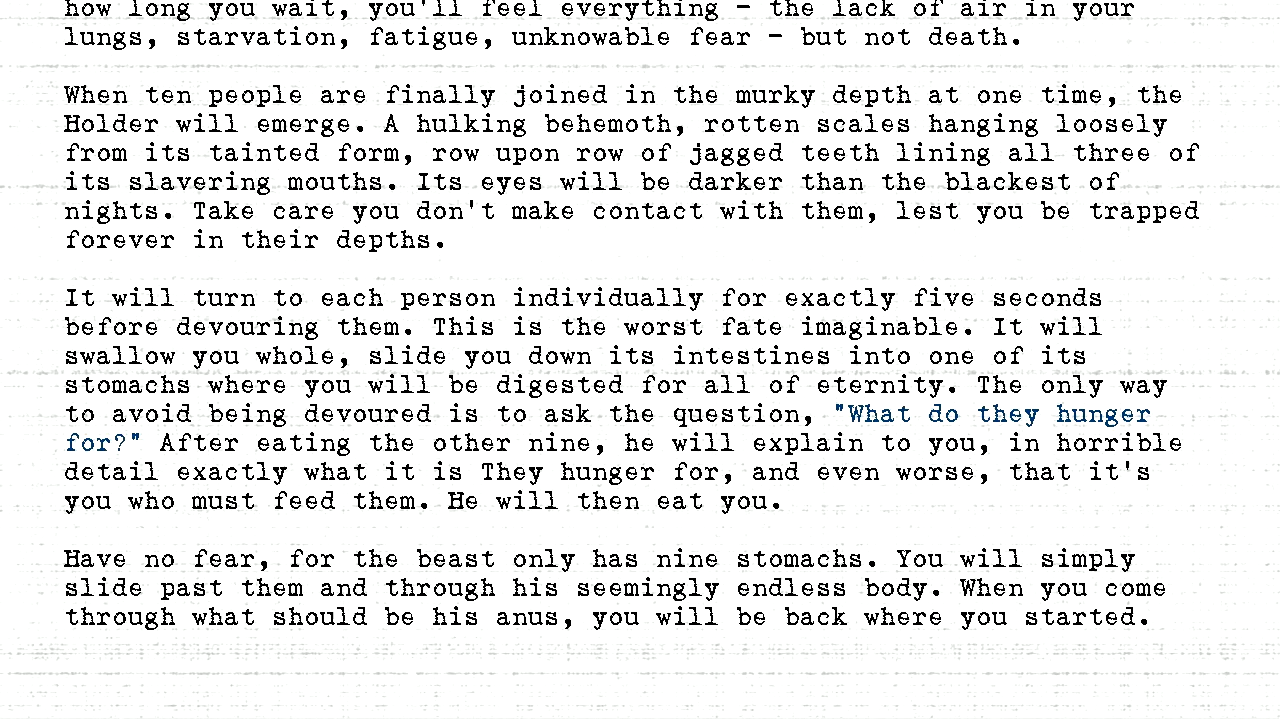 how long you wait, you'll feel everything – the lack of air in your
lungs, starvation, fatigue, unknowable fear – but not death.
When ten people are finally joined in the murky depth at one time, the
Holder will emerge. A hulking behemoth, rotten scales hanging loosely
from its tainted form, row upon row of jagged teeth lining all three of
its slavering mouths. Its eyes will be darker than the blackest of
nights. Take care you don't make contact with them, lest you be trapped
forever in their depths.
It will turn to each person individually for exactly five seconds
before devouring them. This is the worst fate imaginable. It will
swallow you whole, slide you down its intestines into one of its
stomachs where you will be digested for all of eternity. The only way
to avoid being devoured is to ask the question, "What do they hunger
for?" After eating the other nine, he will explain to you, in horrible
detail exactly what it is They hunger for, and even worse, that it's
you who must feed them. He will then eat you.
Have no fear, for the beast only has nine stomachs. You will simply
slide past them and through his seemingly endless body. When you come
through what should be his anus, you will be back where you started.